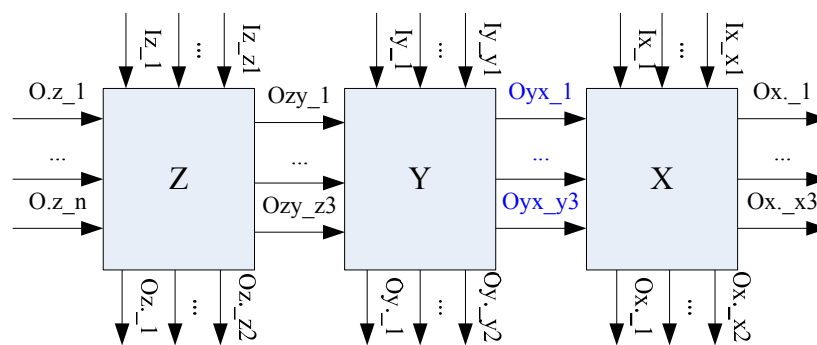 Iz_1
...
Iz_z1
Iy_1
...
Iy_y1
Ix_1
...
Ix_x1
O.z_1
...
O.z_n
Z
Ozy_1
...
Ozy_z3
Y
Oyx_1
...
Oyx_y3
X
Ox._1
...
Ox._x3
Oz._1
...
Oz._z2
Oy._1
...
Oy._y2
Ox._1
...
Ox._x2